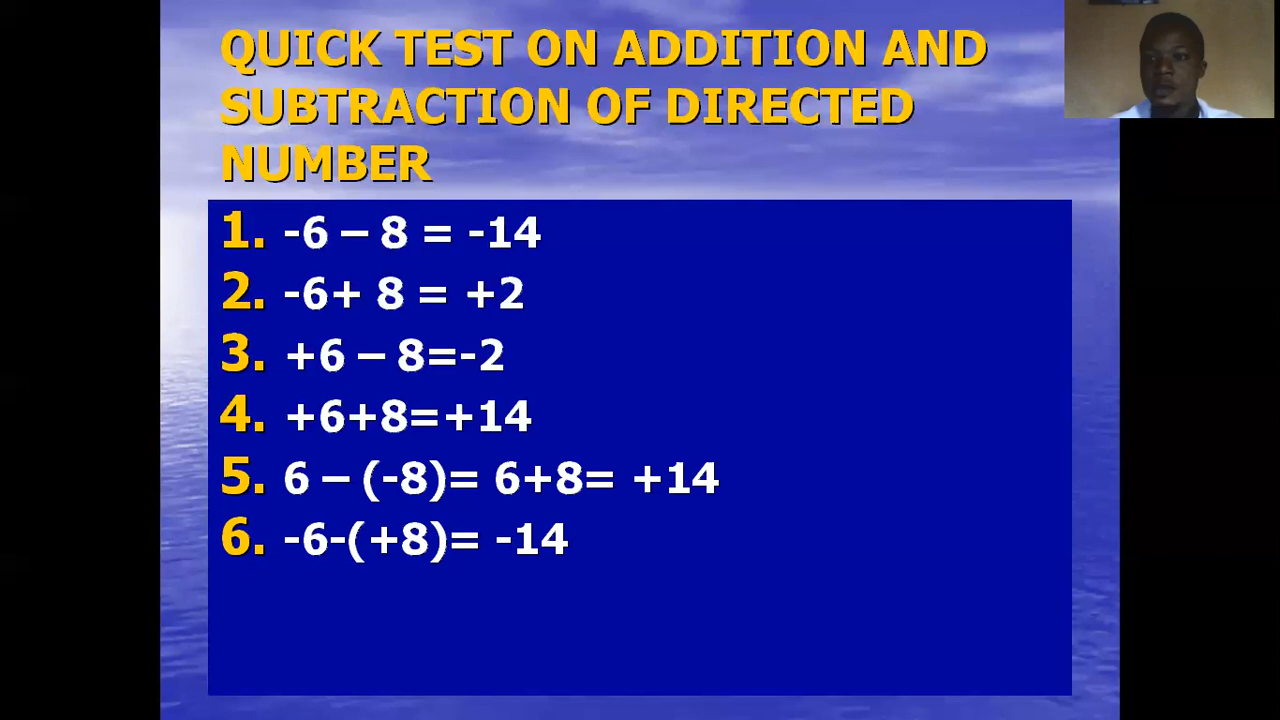 QUICK TEST ON ADDITION AND
SUBTRACTION OF DIRECTED
NUMBER
1. -6 – 8 = -14
2. -6+ 8 = +2
3. +6 – 8=-2
4. +6+8=+14
5. 6 – (-8)= 6+8= +14
6. -6-(+8)= -14